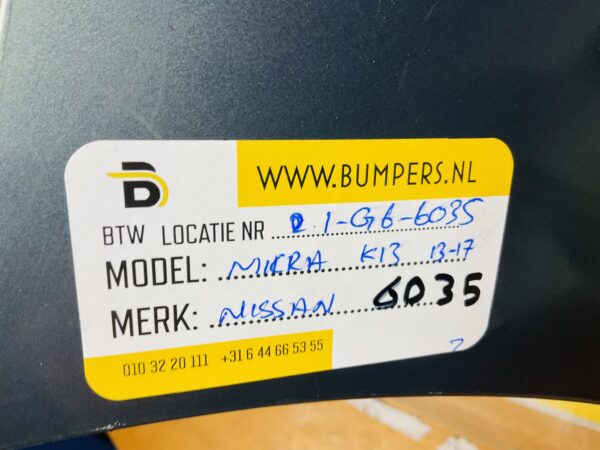 WWW.BUMPERS.NL
BTW LOCATIE NR 1-G6-6035
MODEL: MIKRA K13 13-17
MERK: NISSAN 6035
010 32 20 111 +31 6 44 66 53 55